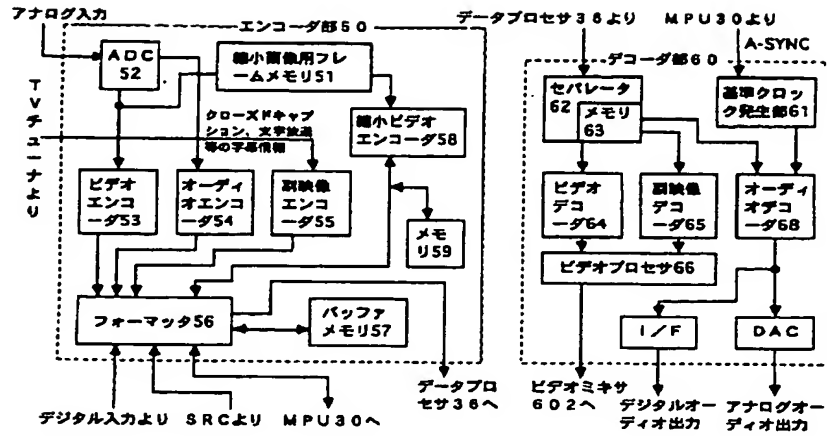 アナログ入力
エンコーダ部50
ADC
52
縮小画像用フレ
ームメモリ51
TVチューナより
クローズドキャプ
ション、文字放送
等の字幕情報
縮小ビデオ
エンコーダ58
ビデオ
エンコ
ーダ53
オーデ
ィオエンコ
ーダ54
副映像
エンコ
ーダ55
メモ
リ59
フォーマッタ56
バッファ
メモリ57
デジタル入力より
SRCより
MPU30へ
データプロ
セサ36へ
データプロセサ36より
MPU30より
A-SYNC
デコーダ部60
セパレータ
62
メモリ
63
基準クロッ
ク発生部61
ビデオ
デコ
ーダ64
副映像
デコ
ーダ65
オーディ
オデコ
ーダ68
ビデオプロセサ66
I/F
DAC
ビデオミキサ
602へ
デジタルオー
ディオ出力
アナログオー
ディオ出力